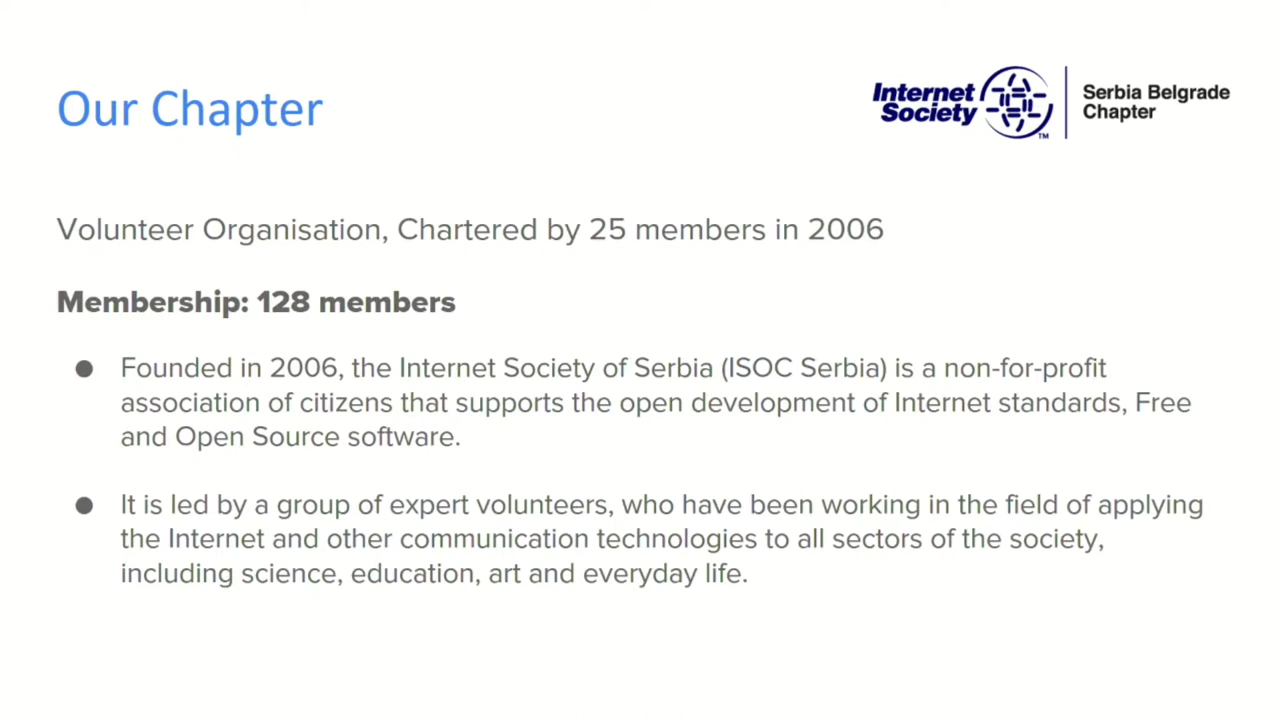 Our Chapter
Internet
Society
TM
Serbia Belgrade
Chapter
Volunteer Organisation, Chartered by 25 members in 2006
Membership: 128 members
● Founded in 2006, the Internet Society of Serbia (ISOC Serbia) is a non-for-profit
association of citizens that supports the open development of Internet standards, Free
and Open Source software.
● It is led by a group of expert volunteers, who have been working in the field of applying
the Internet and other communication technologies to all sectors of the society,
including science, education, art and everyday life.